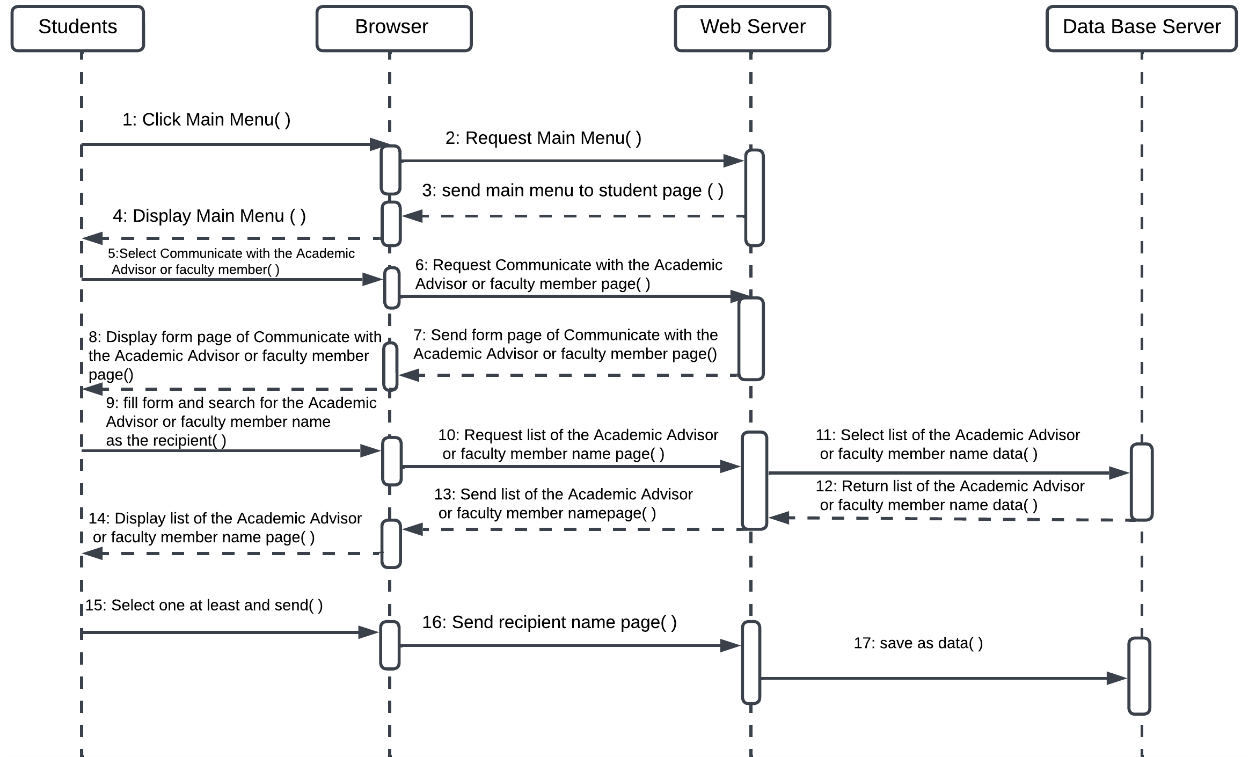 Students
Browser
Web Server
Data Base Server
1: Click Main Menu( )
2: Request Main Menu( )
3: send main menu to student page ( )
4: Display Main Menu ( )
5:Select Communicate with the Academic
Advisor or faculty member( )
6: Request Communicate with the Academic
Advisor or faculty member page( )
7: Send form page of Communicate with the
Academic Advisor or faculty member page()
8: Display form page of Communicate with
the Academic Advisor or faculty member
page()
9: fill form and search for the Academic
Advisor or faculty member name
as the recipient( )
10: Request list of the Academic Advisor
or faculty member name page( )
11: Select list of the Academic Advisor
or faculty member name data( )
12: Return list of the Academic Advisor
or faculty member name data( )
13: Send list of the Academic Advisor
or faculty member namepage( )
14: Display list of the Academic Advisor
or faculty member name page( )
15: Select one at least and send( )
16: Send recipient name page( )
17: save as data( )